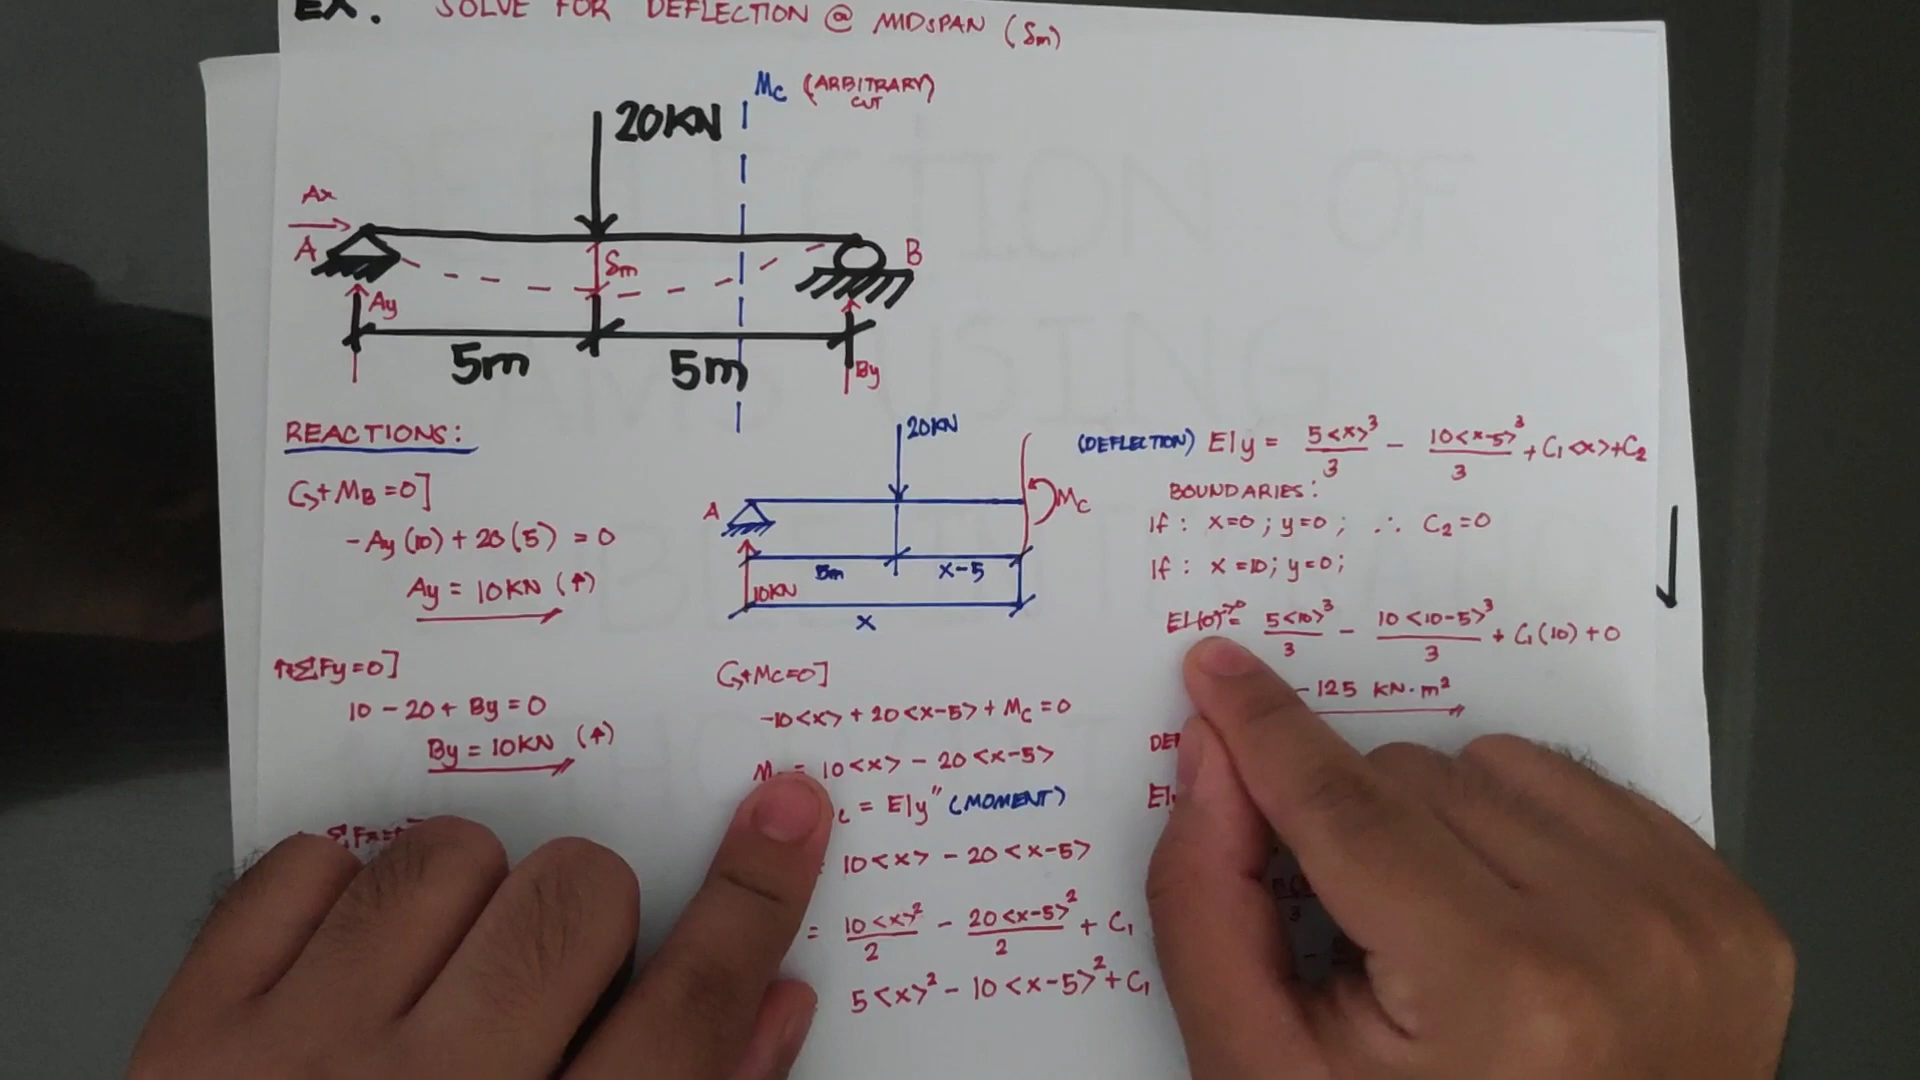 EX. SOLVE FOR DEFLECTION @ MIDSPAN (δm)
Mc (ARBITRARY)
CUT
20KN
Ax
A
δm
B
Ay
5m
5m
By
REACTIONS:
+MB=0]
-Ay(10)+20(5) = 0
Ay = 10KN (↑)
↑+ΣFy=0]
10-20+By=0
By = 10KN (↑)
20KN
A
Mc
5m
x-5
10KN
x
+Mc=0]
-10<x>+20<x-5>+Mc=0
10<x> - 20<x-5>
= EIy" (MOMENT)
10<x> - 20<x-5>
= 10<x>²/2 - 20<x-5>²/2 + C₁
5<x>² - 10<x-5>² + C₁
(DEFLECTION) EIy = 5<x>³/3 - 10<x-5>³/3 + C₁<x>+C₂
BOUNDARIES:
If: x=0; y=0; ∴ C₂=0
If: x=10; y=0;
EI(0)→0 = 5<10>³/3 - 10<10-5>³/3 + C₁(10)+0
-125 KN·m²